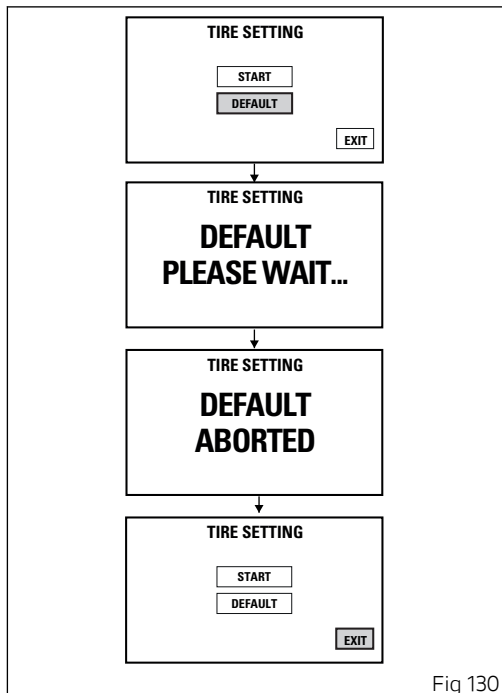 TIRE SETTING
START
DEFAULT
EXIT
TIRE SETTING
DEFAULT
PLEASE WAIT...
TIRE SETTING
DEFAULT
ABORTED
TIRE SETTING
START
DEFAULT
EXIT
Fig 130